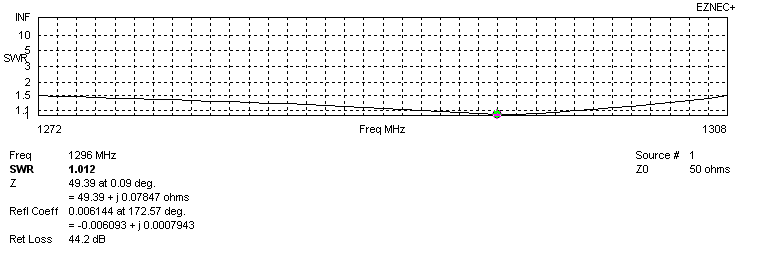 EZNEC+
INF
10
5
SWR
3
2
1.5
1.1
1272 Freq MHz 1308
Freq 1296 MHz Source # 1
SWR 1.012 Z0 50 ohms
Z 49.39 at 0.09 deg.
= 49.39 + j 0.07847 ohms
Refl Coeff 0.006144 at 172.57 deg.
= -0.006093 + j 0.0007943
Ret Loss 44.2 dB